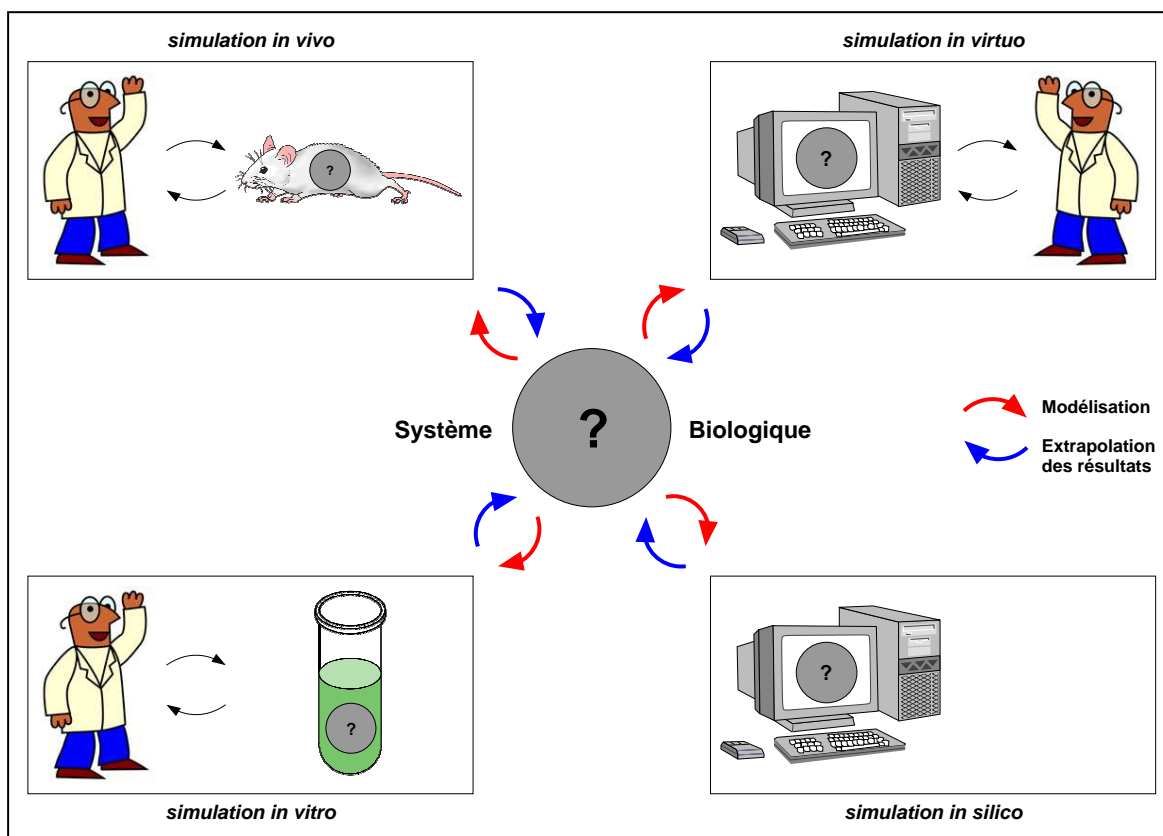 simulation in vivo
simulation in virtuo
?
?
Système
?
Biologique
Modélisation
Extrapolation
des résultats
?
?
simulation in vitro
simulation in silico